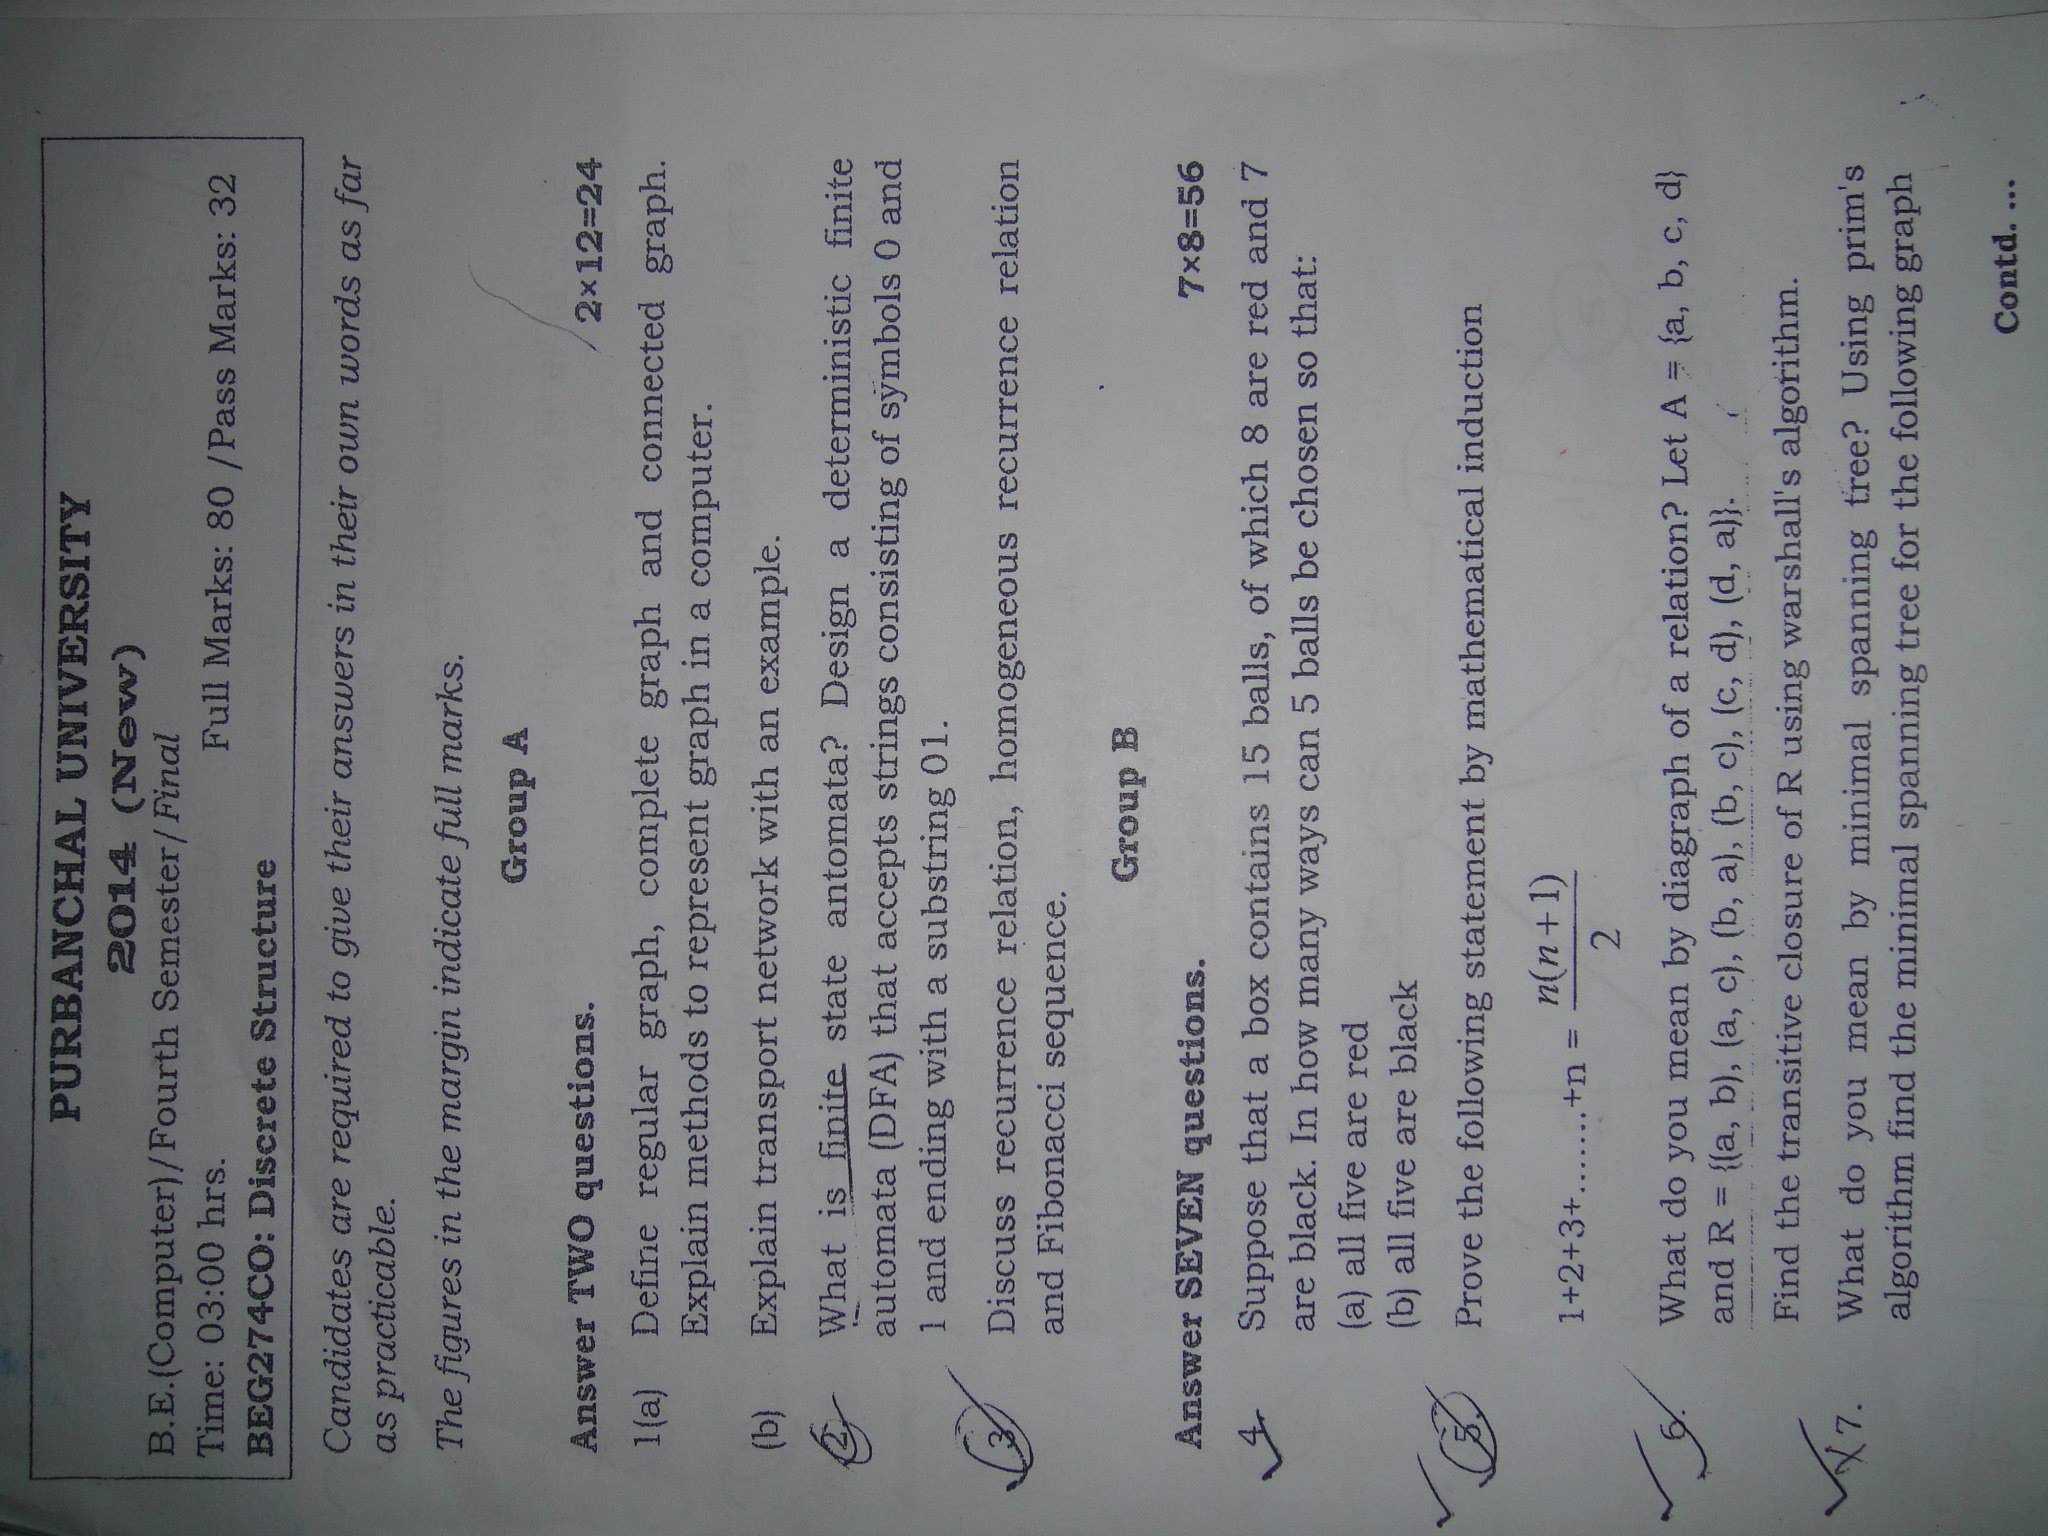 PURBANCHAL UNIVERSITY
2014 (New)
B.E.(Computer)/Fourth Semester/Final
Time: 03:00 hrs. Full Marks: 80 /Pass Marks: 32
BEG274CO: Discrete Structure
Candidates are required to give their answers in their own words as far
as practicable.
The figures in the margin indicate full marks.
Group A
Answer TWO questions. 2×12=24
1(a) Define regular graph, complete graph and connected graph.
Explain methods to represent graph in a computer.
(b) Explain transport network with an example.
2. What is finite state antomata? Design a deterministic finite
automata (DFA) that accepts strings consisting of symbols 0 and
1 and ending with a substring 01.
3. Discuss recurrence relation, homogeneous recurrence relation
and Fibonacci sequence.
Group B
Answer SEVEN questions. 7×8=56
4. Suppose that a box contains 15 balls, of which 8 are red and 7
are black. In how many ways can 5 balls be chosen so that:
(a) all five are red
(b) all five are black
5. Prove the following statement by mathematical induction
1+2+3+.......+n = n(n+1)/2
6. What do you mean by diagraph of a relation? Let A = {a, b, c, d}
and R = {(a, b), (a, c), (b, a), (b, c), (c, d), (d, a)}.
Find the transitive closure of R using warshall's algorithm.
7. What do you mean by minimal spanning tree? Using prim's
algorithm find the minimal spanning tree for the following graph
Contd. ...